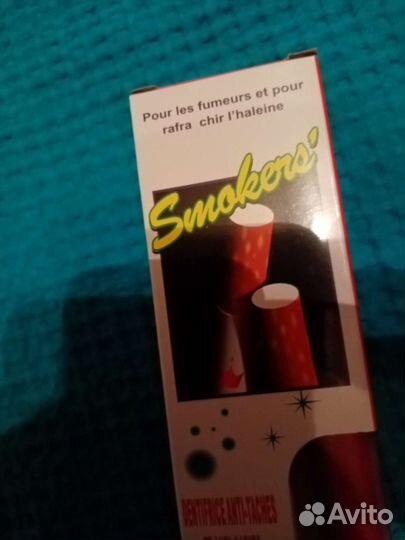 Pour les fumeurs et pour
rafra chir l'haleine
Smokers'
DENTIFRICE ANTI-TACHES
Avito